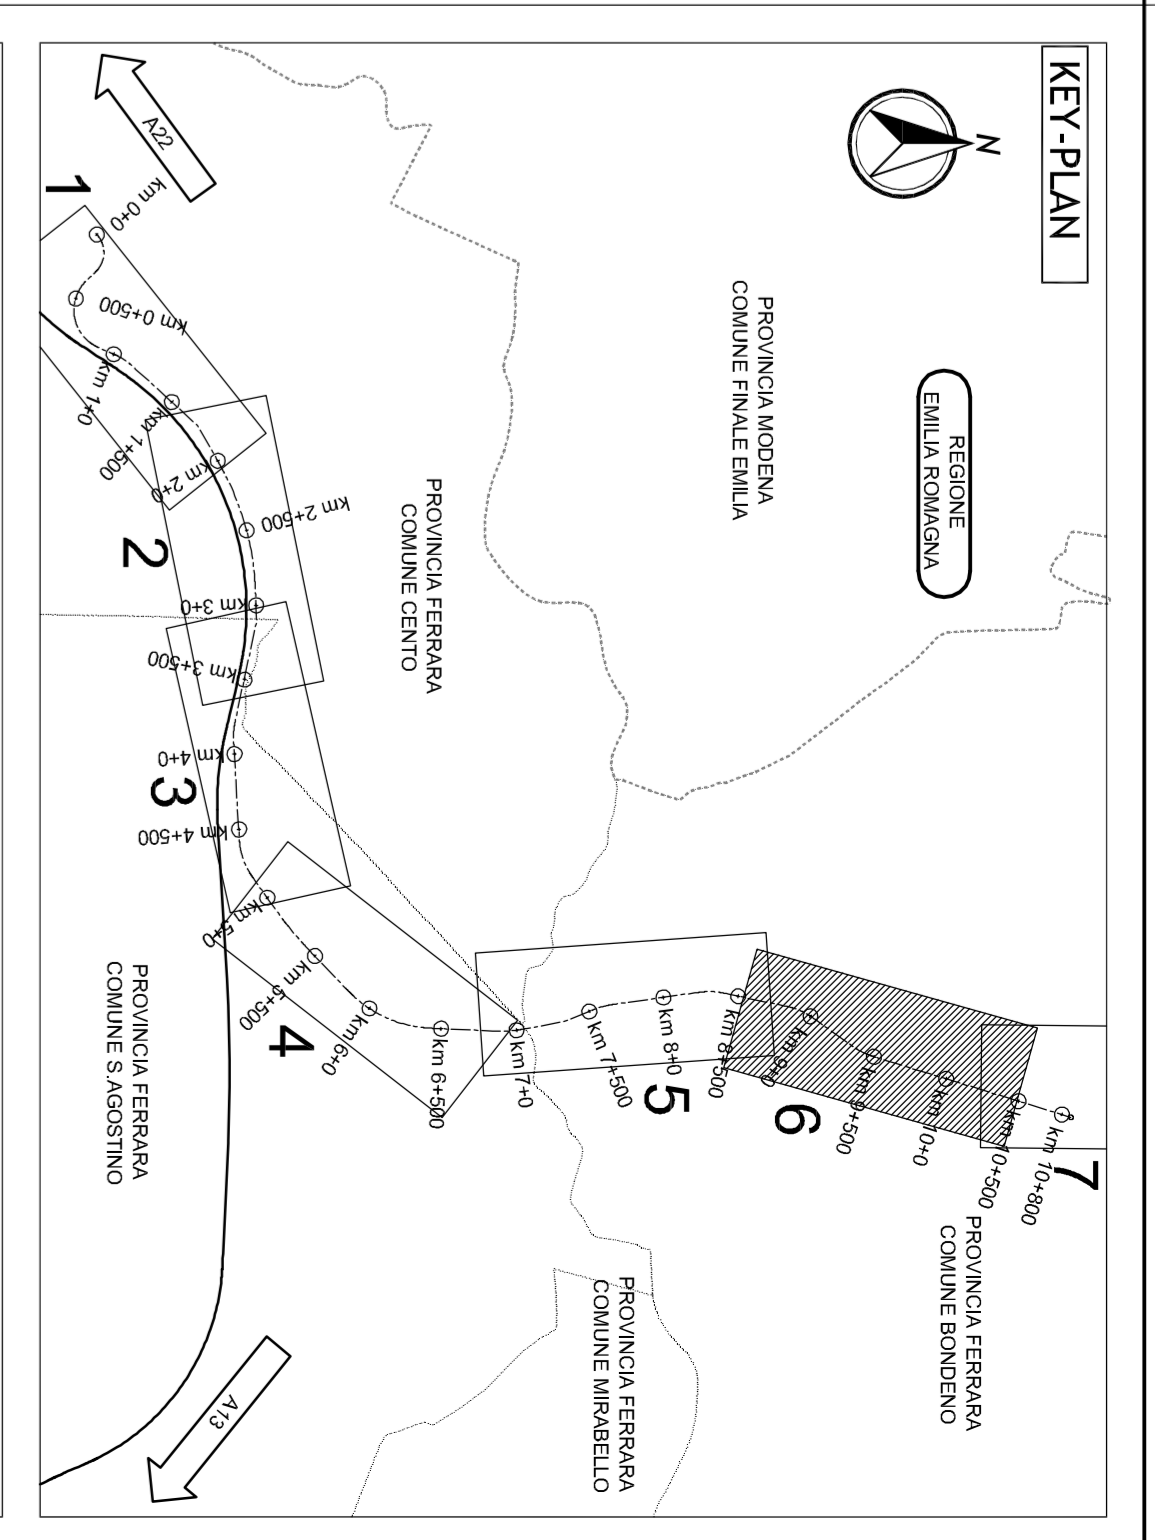 KEY-PLAN
N
REGIONE
EMILIA ROMAGNA
PROVINCIA MODENA
COMUNE FINALE EMILIA
PROVINCIA FERRARA
COMUNE CENTO
PROVINCIA FERRARA
COMUNE S.AGOSTINO
PROVINCIA FERRARA
COMUNE MIRABELLO
PROVINCIA FERRARA
COMUNE BONDENO
A22
A13
1
2
3
4
5
6
7
km 0+0
km 0+500
km 1+0
km 1+500
km 2+0
km 2+500
km 3+0
km 3+500
km 4+0
km 4+500
km 5+0
km 5+500
km 6+0
km 6+500
km 7+0
km 7+500
km 8+0
km 8+500
km 9+0
km 9+500
km 10+0
km 10+500
km 10+800